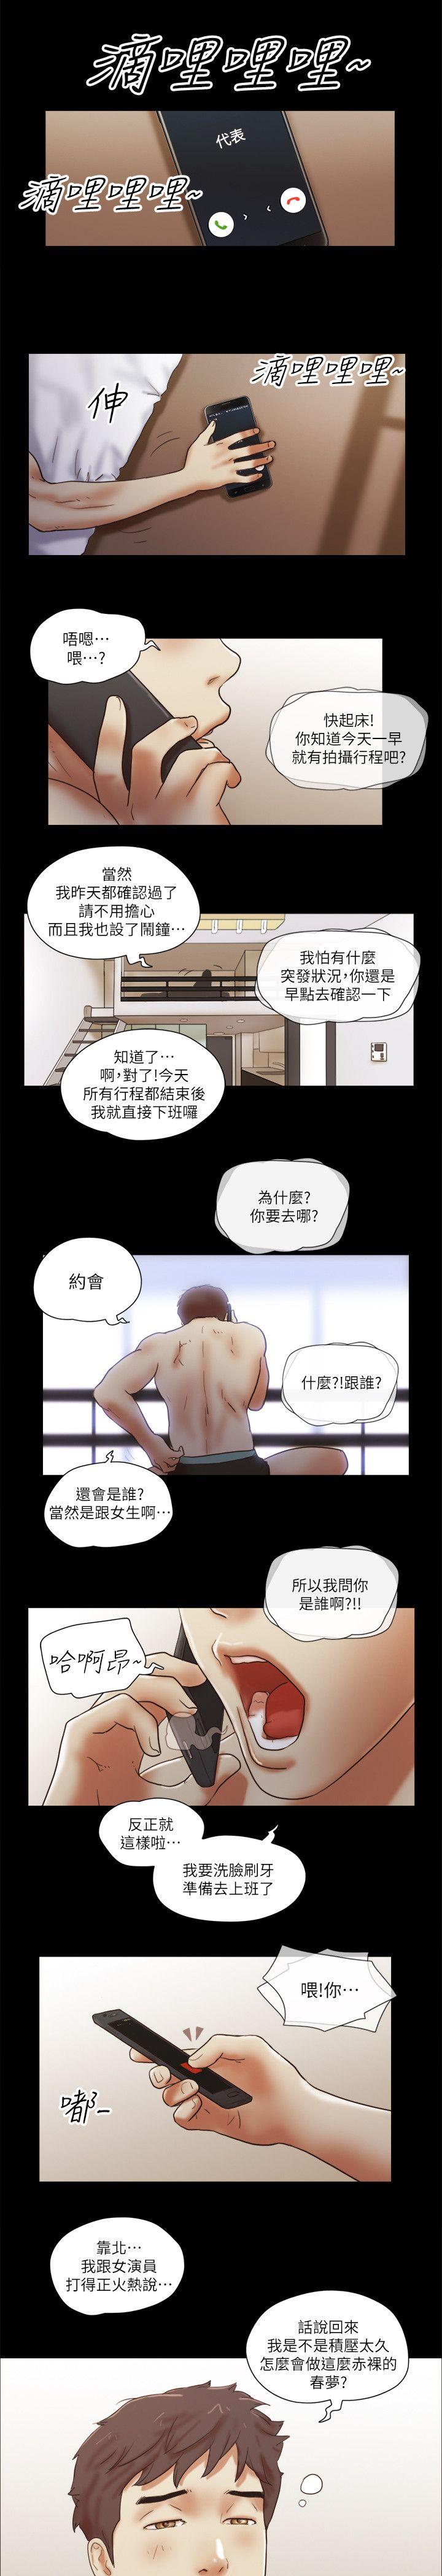 滴哩哩哩~
代表
滴哩哩哩~
滴哩哩哩~
伸
唔嗯⋯
喂⋯?
快起床!
你知道今天一早
就有拍攝行程吧?
當然
我昨天都確認過了
請不用擔心
而且我也設了鬧鐘⋯
我怕有什麼
突發狀況,你還是
早點去確認一下
知道了⋯
啊,對了!今天
所有行程都結束後
我就直接下班囉
為什麼?
你要去哪?
約會
什麼?!跟誰?
還會是誰?
當然是跟女生啊⋯
所以我問你
是誰啊?!!
哈啊昂~
反正就
這樣啦⋯
我要洗臉刷牙
準備去上班了
喂!你⋯
嘟–
靠北⋯
我跟女演員
打得正火熱說⋯
話說回來
我是不是積壓太久
怎麼會做這麼赤裸的
春夢?